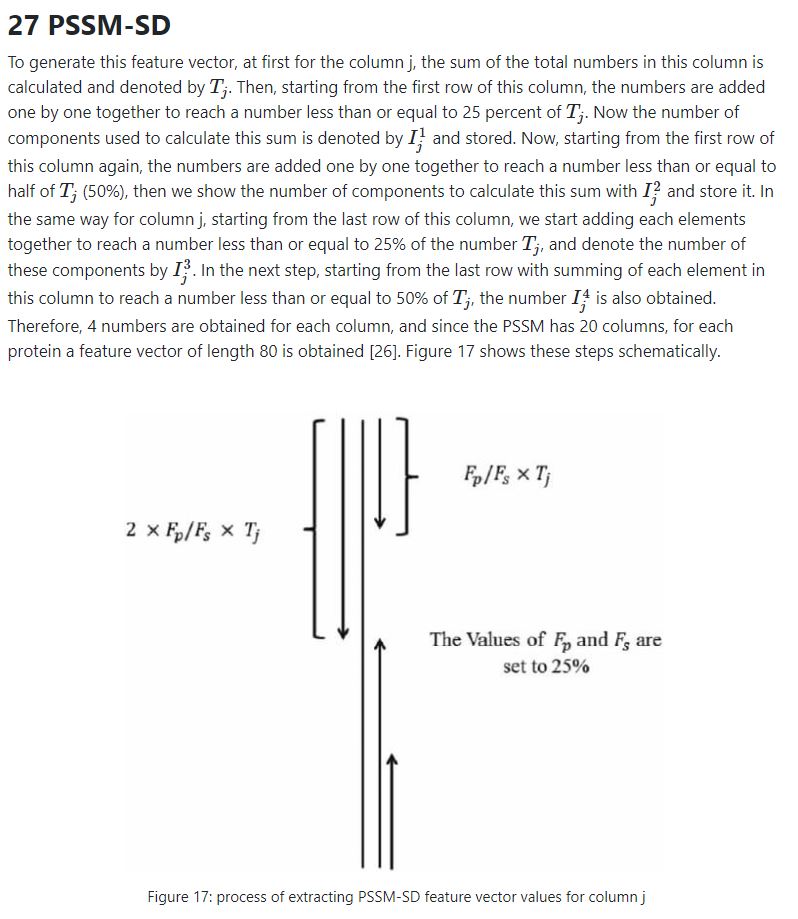 27 PSSM-SD
To generate this feature vector, at first for the column j, the sum of the total numbers in this column is
calculated and denoted by T_j. Then, starting from the first row of this column, the numbers are added
one by one together to reach a number less than or equal to 25 percent of T_j. Now the number of
components used to calculate this sum is denoted by I_j^1 and stored. Now, starting from the first row of
this column again, the numbers are added one by one together to reach a number less than or equal to
half of T_j (50%), then we show the number of components to calculate this sum with I_j^2 and store it. In
the same way for column j, starting from the last row of this column, we start adding each elements
together to reach a number less than or equal to 25% of the number T_j, and denote the number of
these components by I_j^3. In the next step, starting from the last row with summing of each element in
this column to reach a number less than or equal to 50% of T_j, the number I_j^4 is also obtained.
Therefore, 4 numbers are obtained for each column, and since the PSSM has 20 columns, for each
protein a feature vector of length 80 is obtained [26]. Figure 17 shows these steps schematically.
F_p/F_s × T_j
2 × F_p/F_s × T_j
The Values of F_p and F_s are
set to 25%
Figure 17: process of extracting PSSM-SD feature vector values for column j